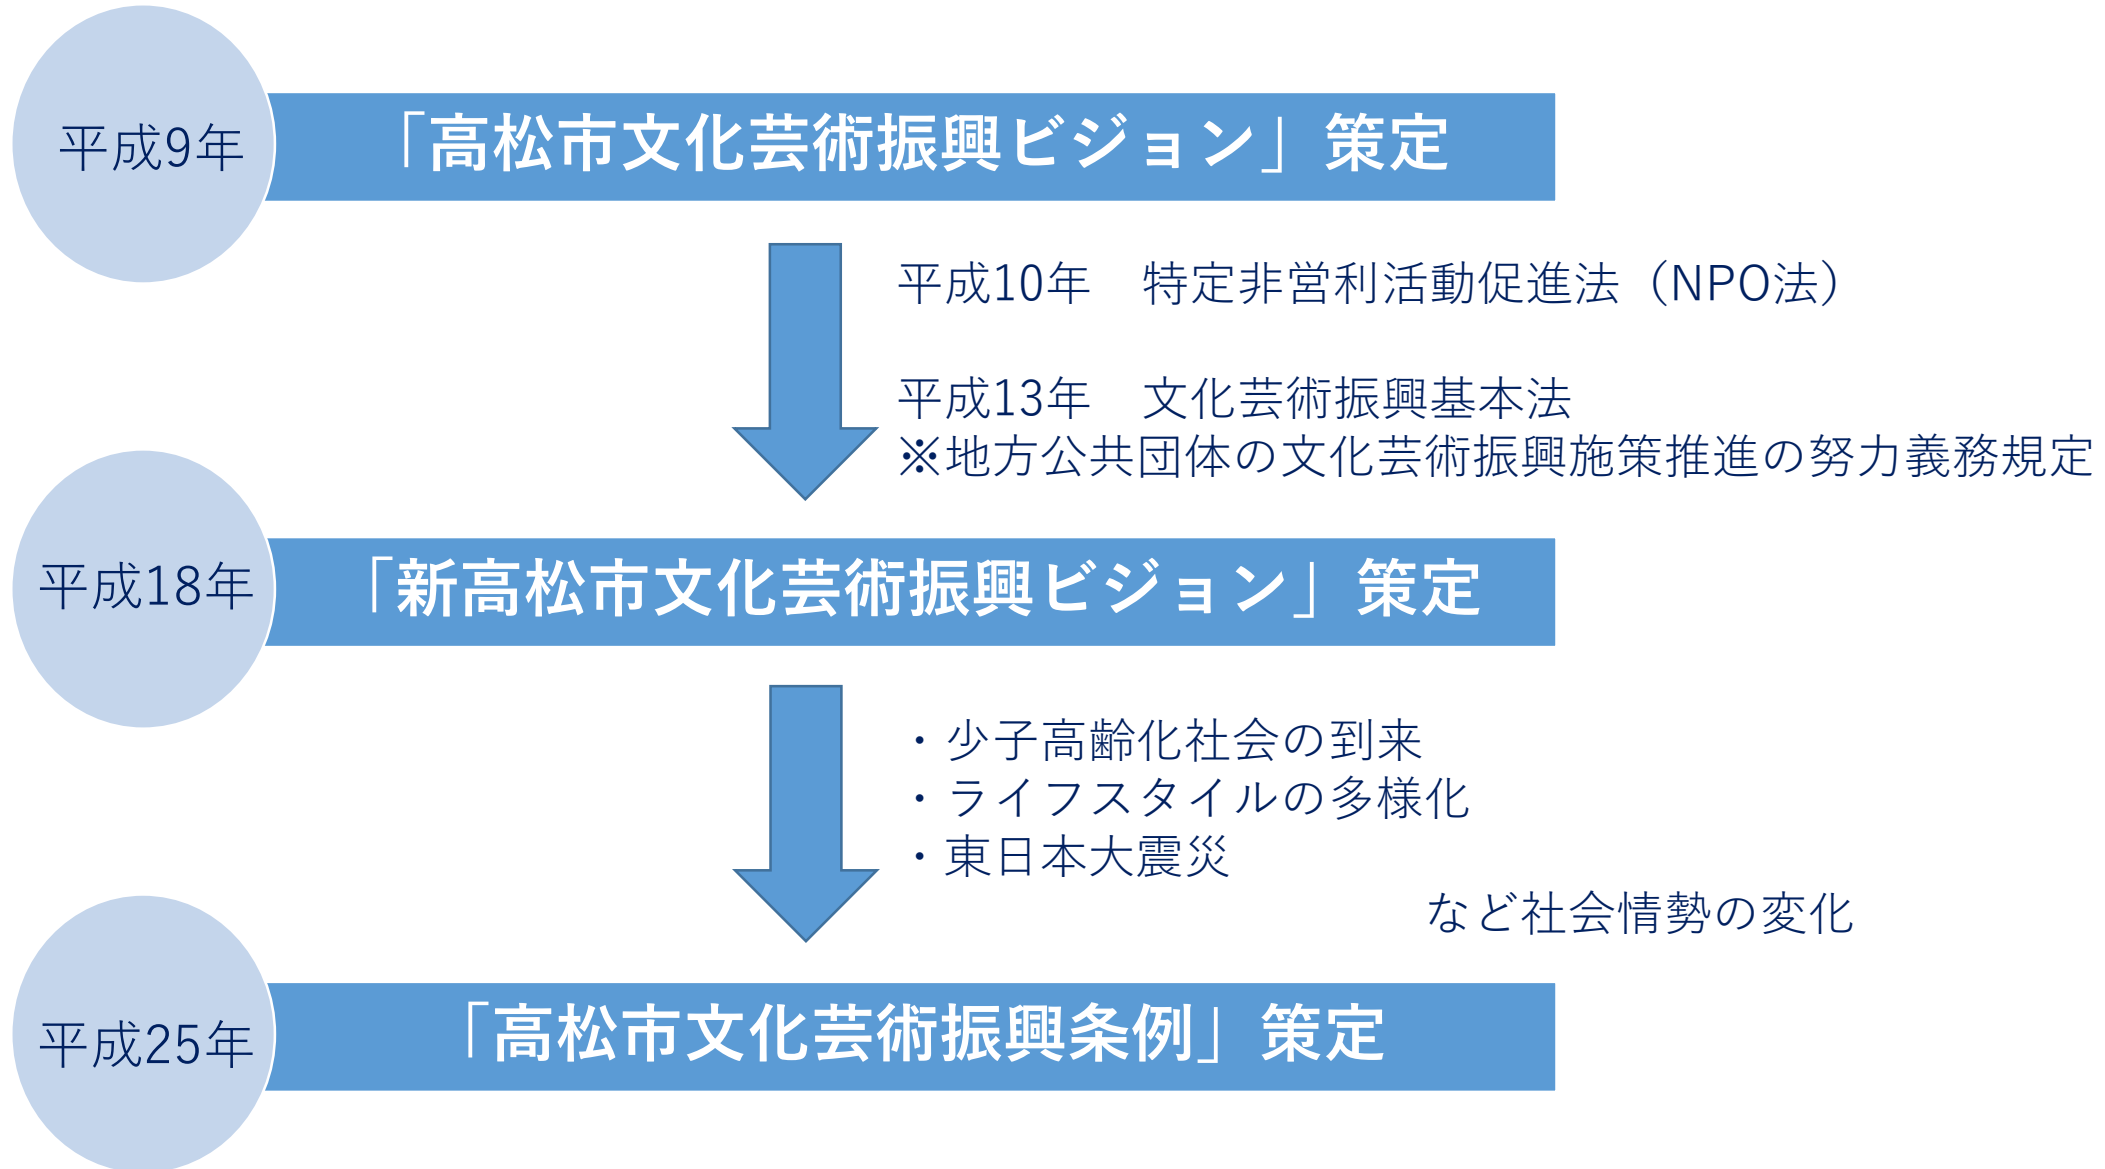 平成9年
「高松市文化芸術振興ビジョン」策定
平成10年　特定非営利活動促進法（NPO法）
平成13年　文化芸術振興基本法
※地方公共団体の文化芸術振興施策推進の努力義務規定
平成18年
「新高松市文化芸術振興ビジョン」策定
・少子高齢化社会の到来
・ライフスタイルの多様化
・東日本大震災
など社会情勢の変化
平成25年
「高松市文化芸術振興条例」策定